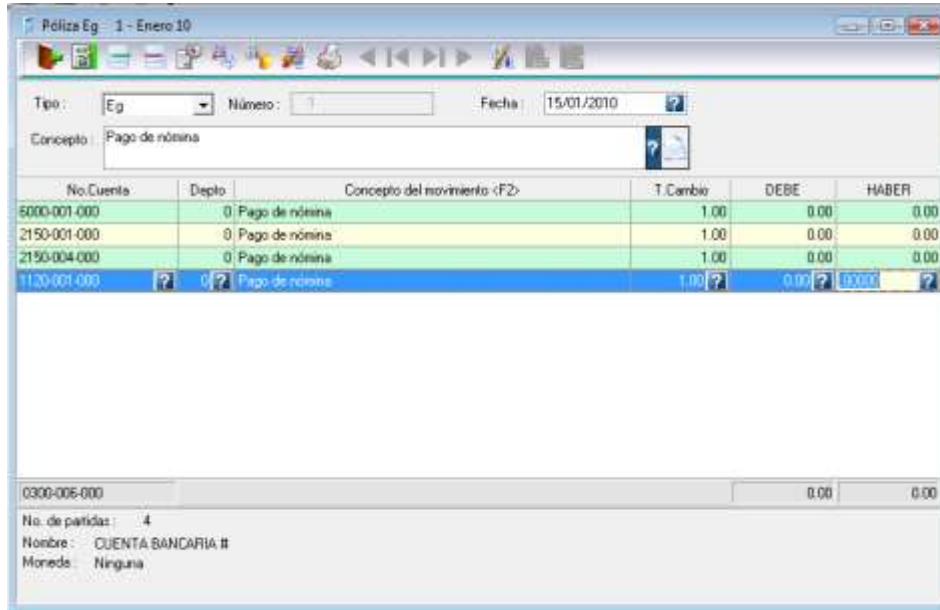 Póliza Eg 1 - Enero 10
Tipo : Eg Número : 1 Fecha : 15/01/2010
Concepto : Pago de nómina
No.Cuenta Depto Concepto del movimiento <F2> T.Cambio DEBE HABER
6000-001-000 0 Pago de nómina 1.00 0.00 0.00
2150-001-000 0 Pago de nómina 1.00 0.00 0.00
2150-004-000 0 Pago de nómina 1.00 0.00 0.00
1120-001-000 ? 0 ? Pago de nómina 1.00 ? 0.00 ? .00000 ?
0300-006-000 0.00 0.00
No. de partidas : 4
Nombre : CUENTA BANCARIA #
Moneda : Ninguna